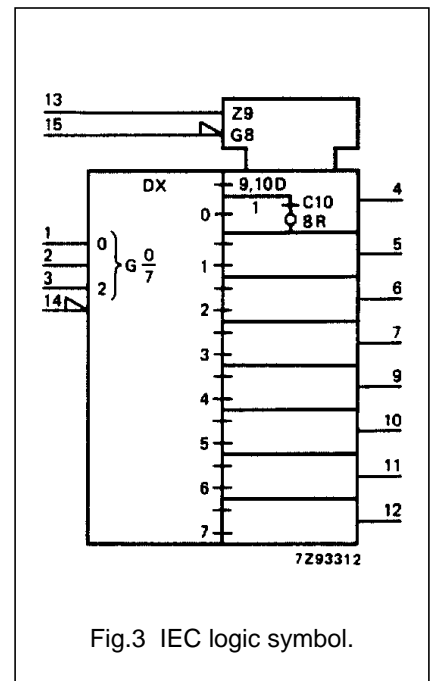 13 Z9
15 G8
DX 9,10D
0 1 C10 4
8R
1 0 5
2 } G 0/7 1
3 2 6
14 2
7
3
9
4
10
5
11
6
12
7
7Z93312
Fig.3 IEC logic symbol.